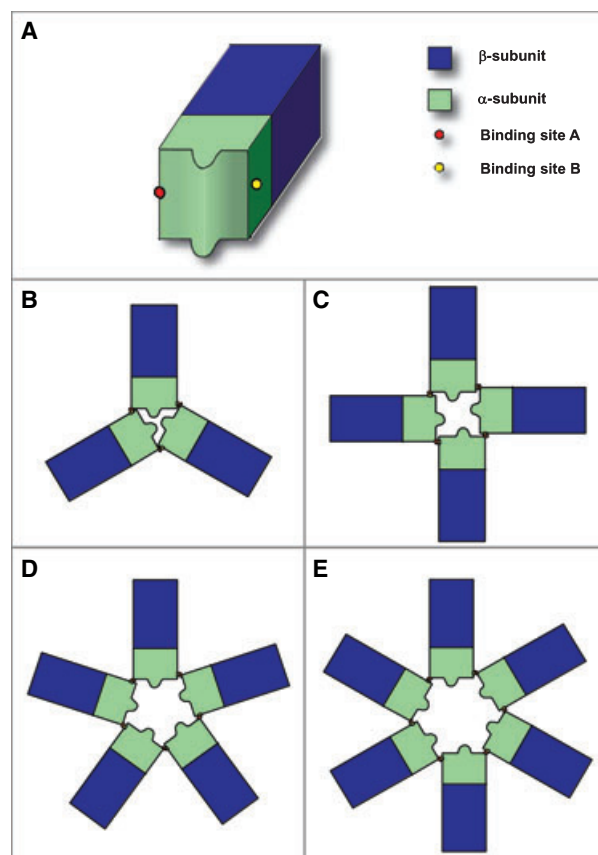 A
β-subunit
α-subunit
Binding site A
Binding site B
B
C
D
E